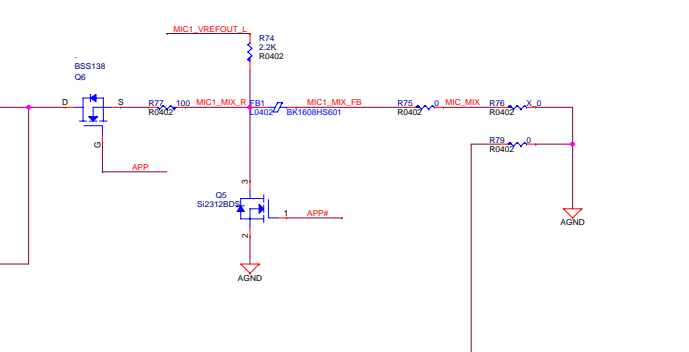 MIC1_VREFOUT_L
R74
2.2K
R0402
.
BSS138
Q6
D
S
G
APP
R77
100
R0402
MIC1_MIX_R
FB1
L0402
BK1608HS601
MIC1_MIX_FB
R75
0
R0402
MIC_MIX
R76
X_0
R0402
R79
0
R0402
AGND
Q5
Si2312BDS
3
1
APP#
2
AGND